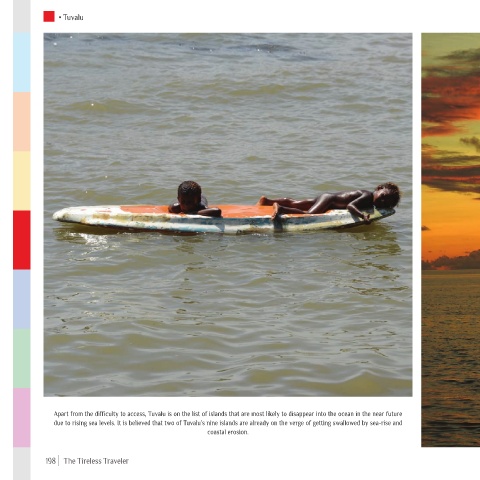 • Tuvalu
Apart from the difficulty to access, Tuvalu is on the list of islands that are most likely to disappear into the ocean in the near future
due to rising sea levels. It is believed that two of Tuvalu's nine islands are already on the verge of getting swallowed by sea-rise and
coastal erosion.
198 | The Tireless Traveler